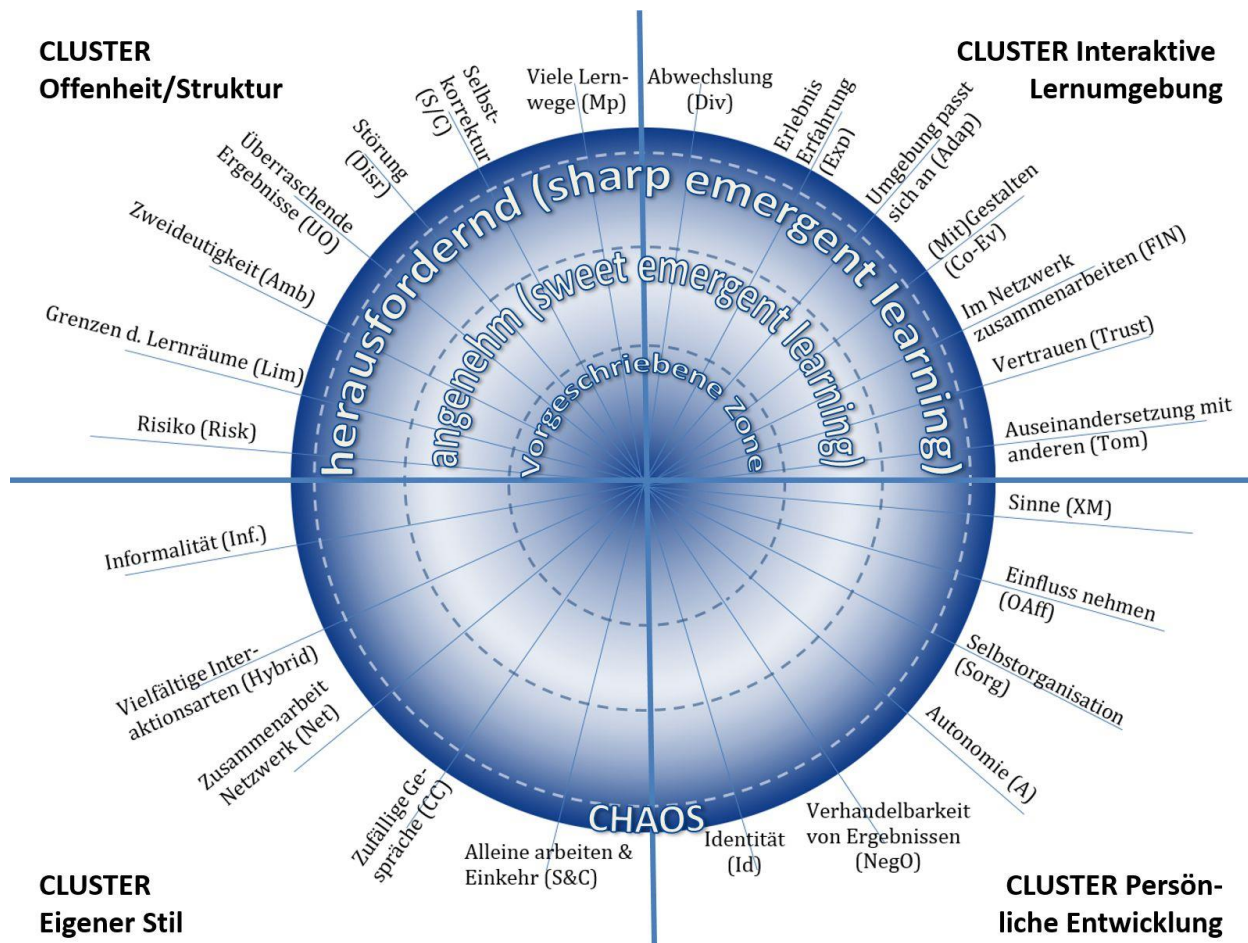 CLUSTER
Offenheit/Struktur
CLUSTER Interaktive
Lernumgebung
Risiko (Risk)
Grenzen d. Lernräume (Lim)
Zweideutigkeit (Amb)
Überraschende
Ergebnisse (UO)
Störung
(Disr)
Selbst-
korrektur
(S/C)
Viele Lern-
wege (Mp)
Abwechslung
(Div)
Erlebnis
Erfahrung
(Exp)
Umgebung passt
sich an (Adap)
(Mit)Gestalten
(Co-Ev)
Im Netzwerk
zusammenarbeiten (FIN)
Vertrauen (Trust)
Auseinandersetzung mit
anderen (Tom)
herausfordernd (sharp emergent learning)
angenehm (sweet emergent learning)
Vorgeschriebene Zone
Sinne (XM)
Einfluss nehmen
(OAff)
Selbstorganisation
(Sorg)
Autonomie (A)
Verhandelbarkeit
von Ergebnissen
(NegO)
Identität
(Id)
CHAOS
Alleine arbeiten &
Einkehr (S&C)
Zufällige Ge-
spräche (CC)
Zusammenarbeit
Netzwerk (Net)
Vielfältige Inter-
aktionsarten (Hybrid)
Informalität (Inf.)
CLUSTER
Eigener Stil
CLUSTER Persön-
liche Entwicklung